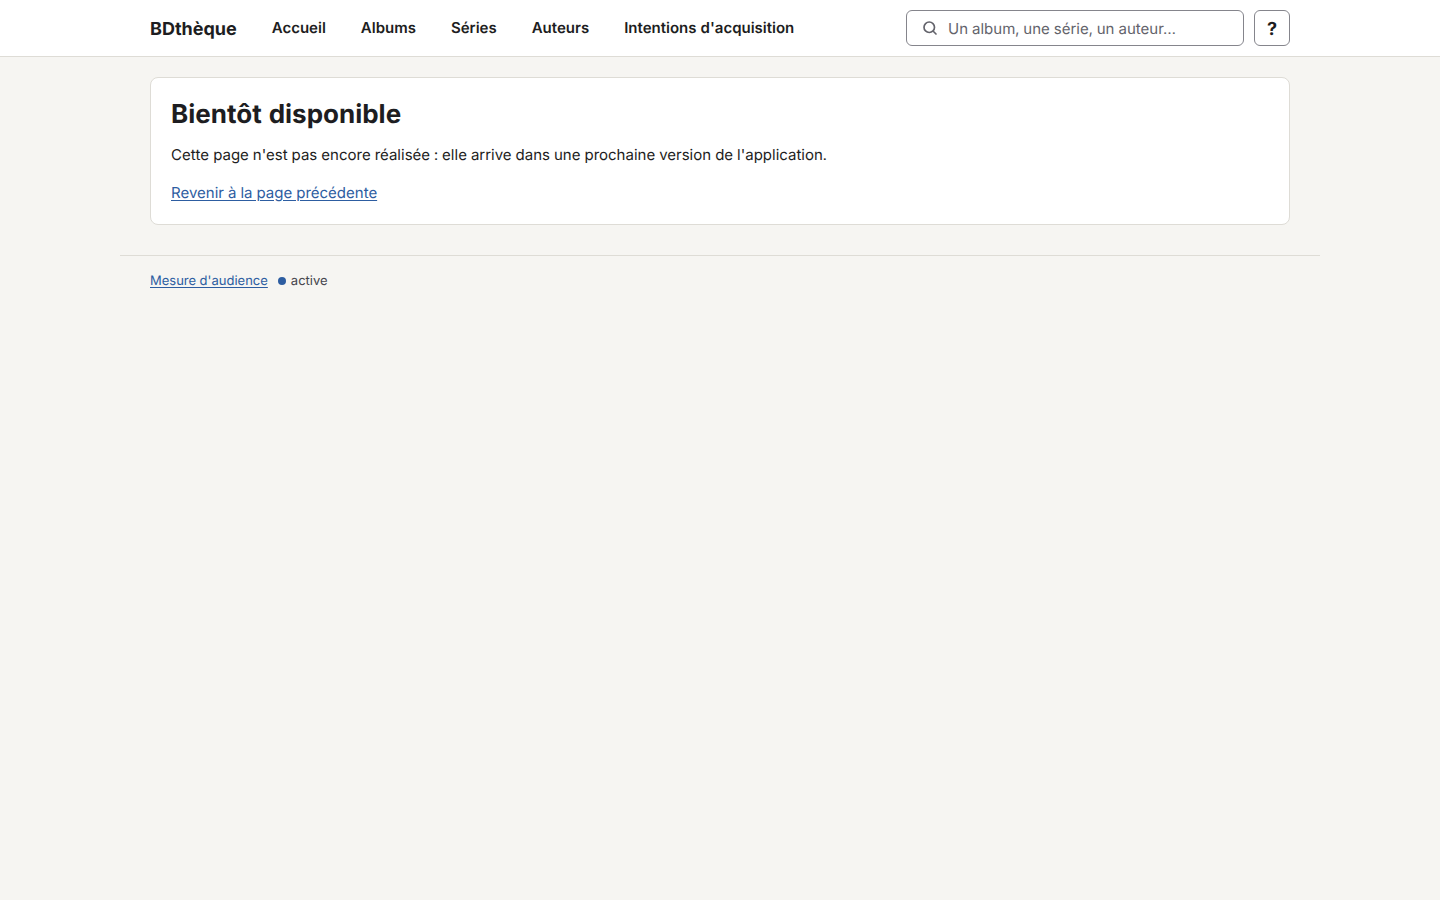 BDthèque Accueil Albums Séries Auteurs Intentions d'acquisition Un album, une série, un auteur... ?
Bientôt disponible
Cette page n'est pas encore réalisée : elle arrive dans une prochaine version de l'application.
Revenir à la page précédente
Mesure d'audience active